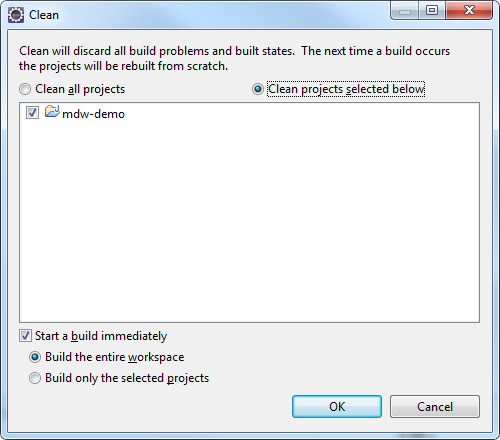 Clean
Clean will discard all build problems and built states. The next time a build occurs
the projects will be rebuilt from scratch.
Clean all projects
Clean projects selected below
mdw-demo
Start a build immediately
Build the entire workspace
Build only the selected projects
OK
Cancel